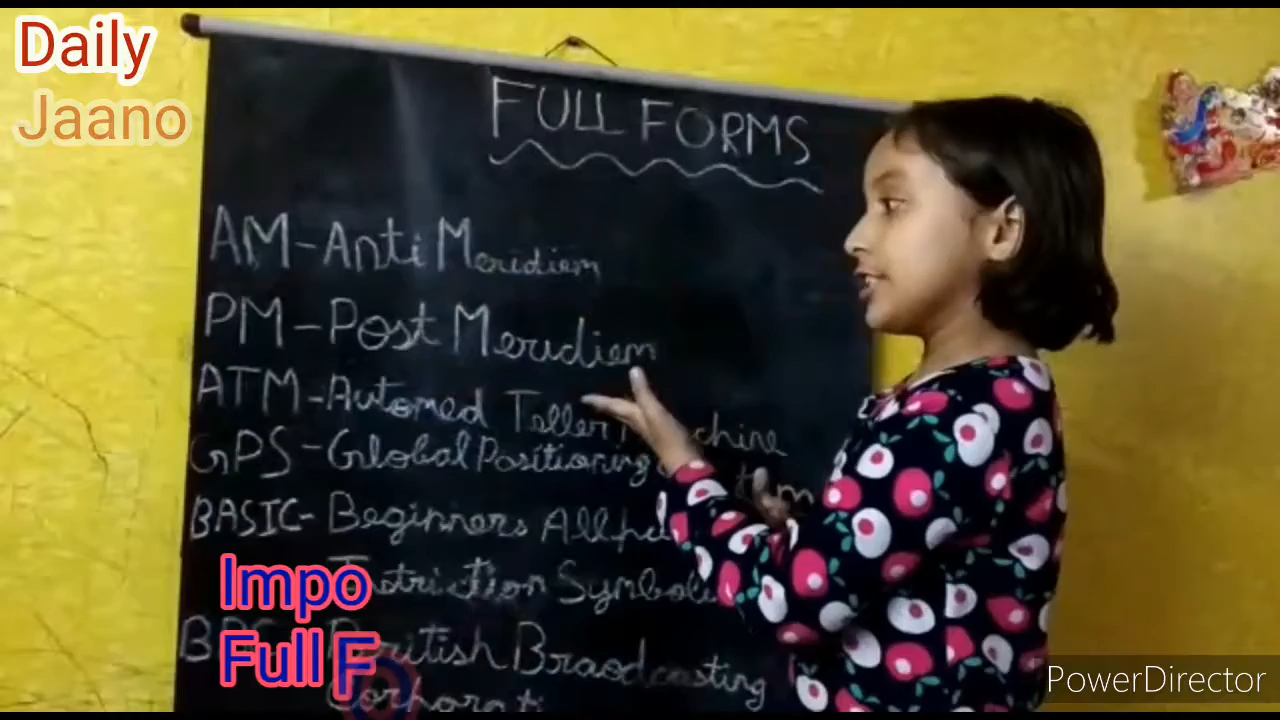 Daily
Jaano
FULL FORMS
AM-Anti Meridiem
PM-Post Meridiem
ATM-Automed Teller
GPS-Global Positioning
BASIC-Beginners All
Symbolic
British Braodcasting
Impo
Full F
PowerDirector